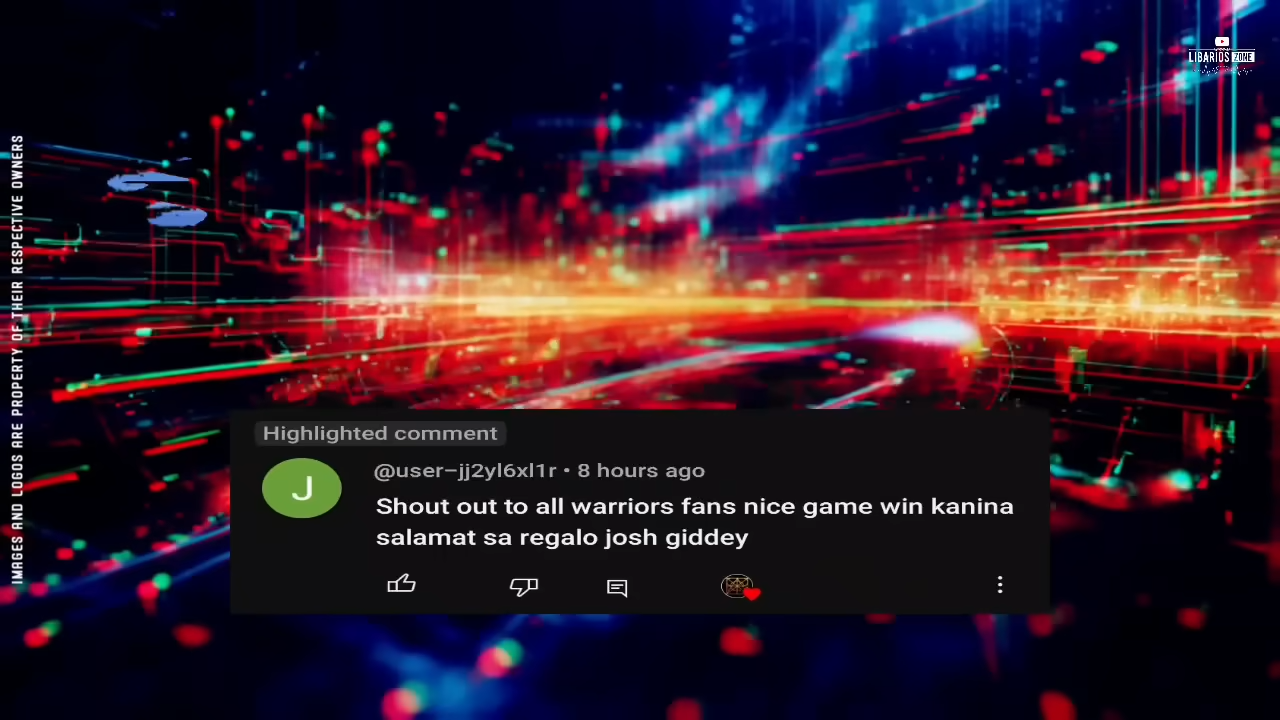 LIBARIOS ZONE
IMAGES AND LOGOS ARE PROPERTY OF THEIR RESPECTIVE OWNERS
Highlighted comment
J
@user-jj2yl6xl1r • 8 hours ago
Shout out to all warriors fans nice game win kanina
salamat sa regalo josh giddey